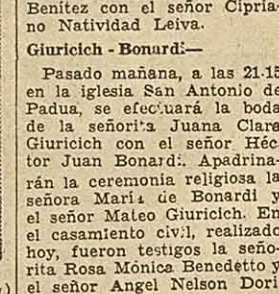 Benítez con el señor Cipria-
no Natividad Leiva.
Giuricich - Bonardi—
Pasado mañana, a las 21.15
en la iglesia San Antonio de
Padua, se efectuará la boda
de la señorita Juana Clara
Giuricich con el señor Héc-
tor Juan Bonardi. Apadrina-
rán la ceremonia religiosa la
señora María de Bonardi y
el señor Mateo Giuricich. En
el casamiento civil, realizado
hoy, fueron testigos la seño-
rita Rosa Mónica Benedetto y
el señor Angel Nelson Dori